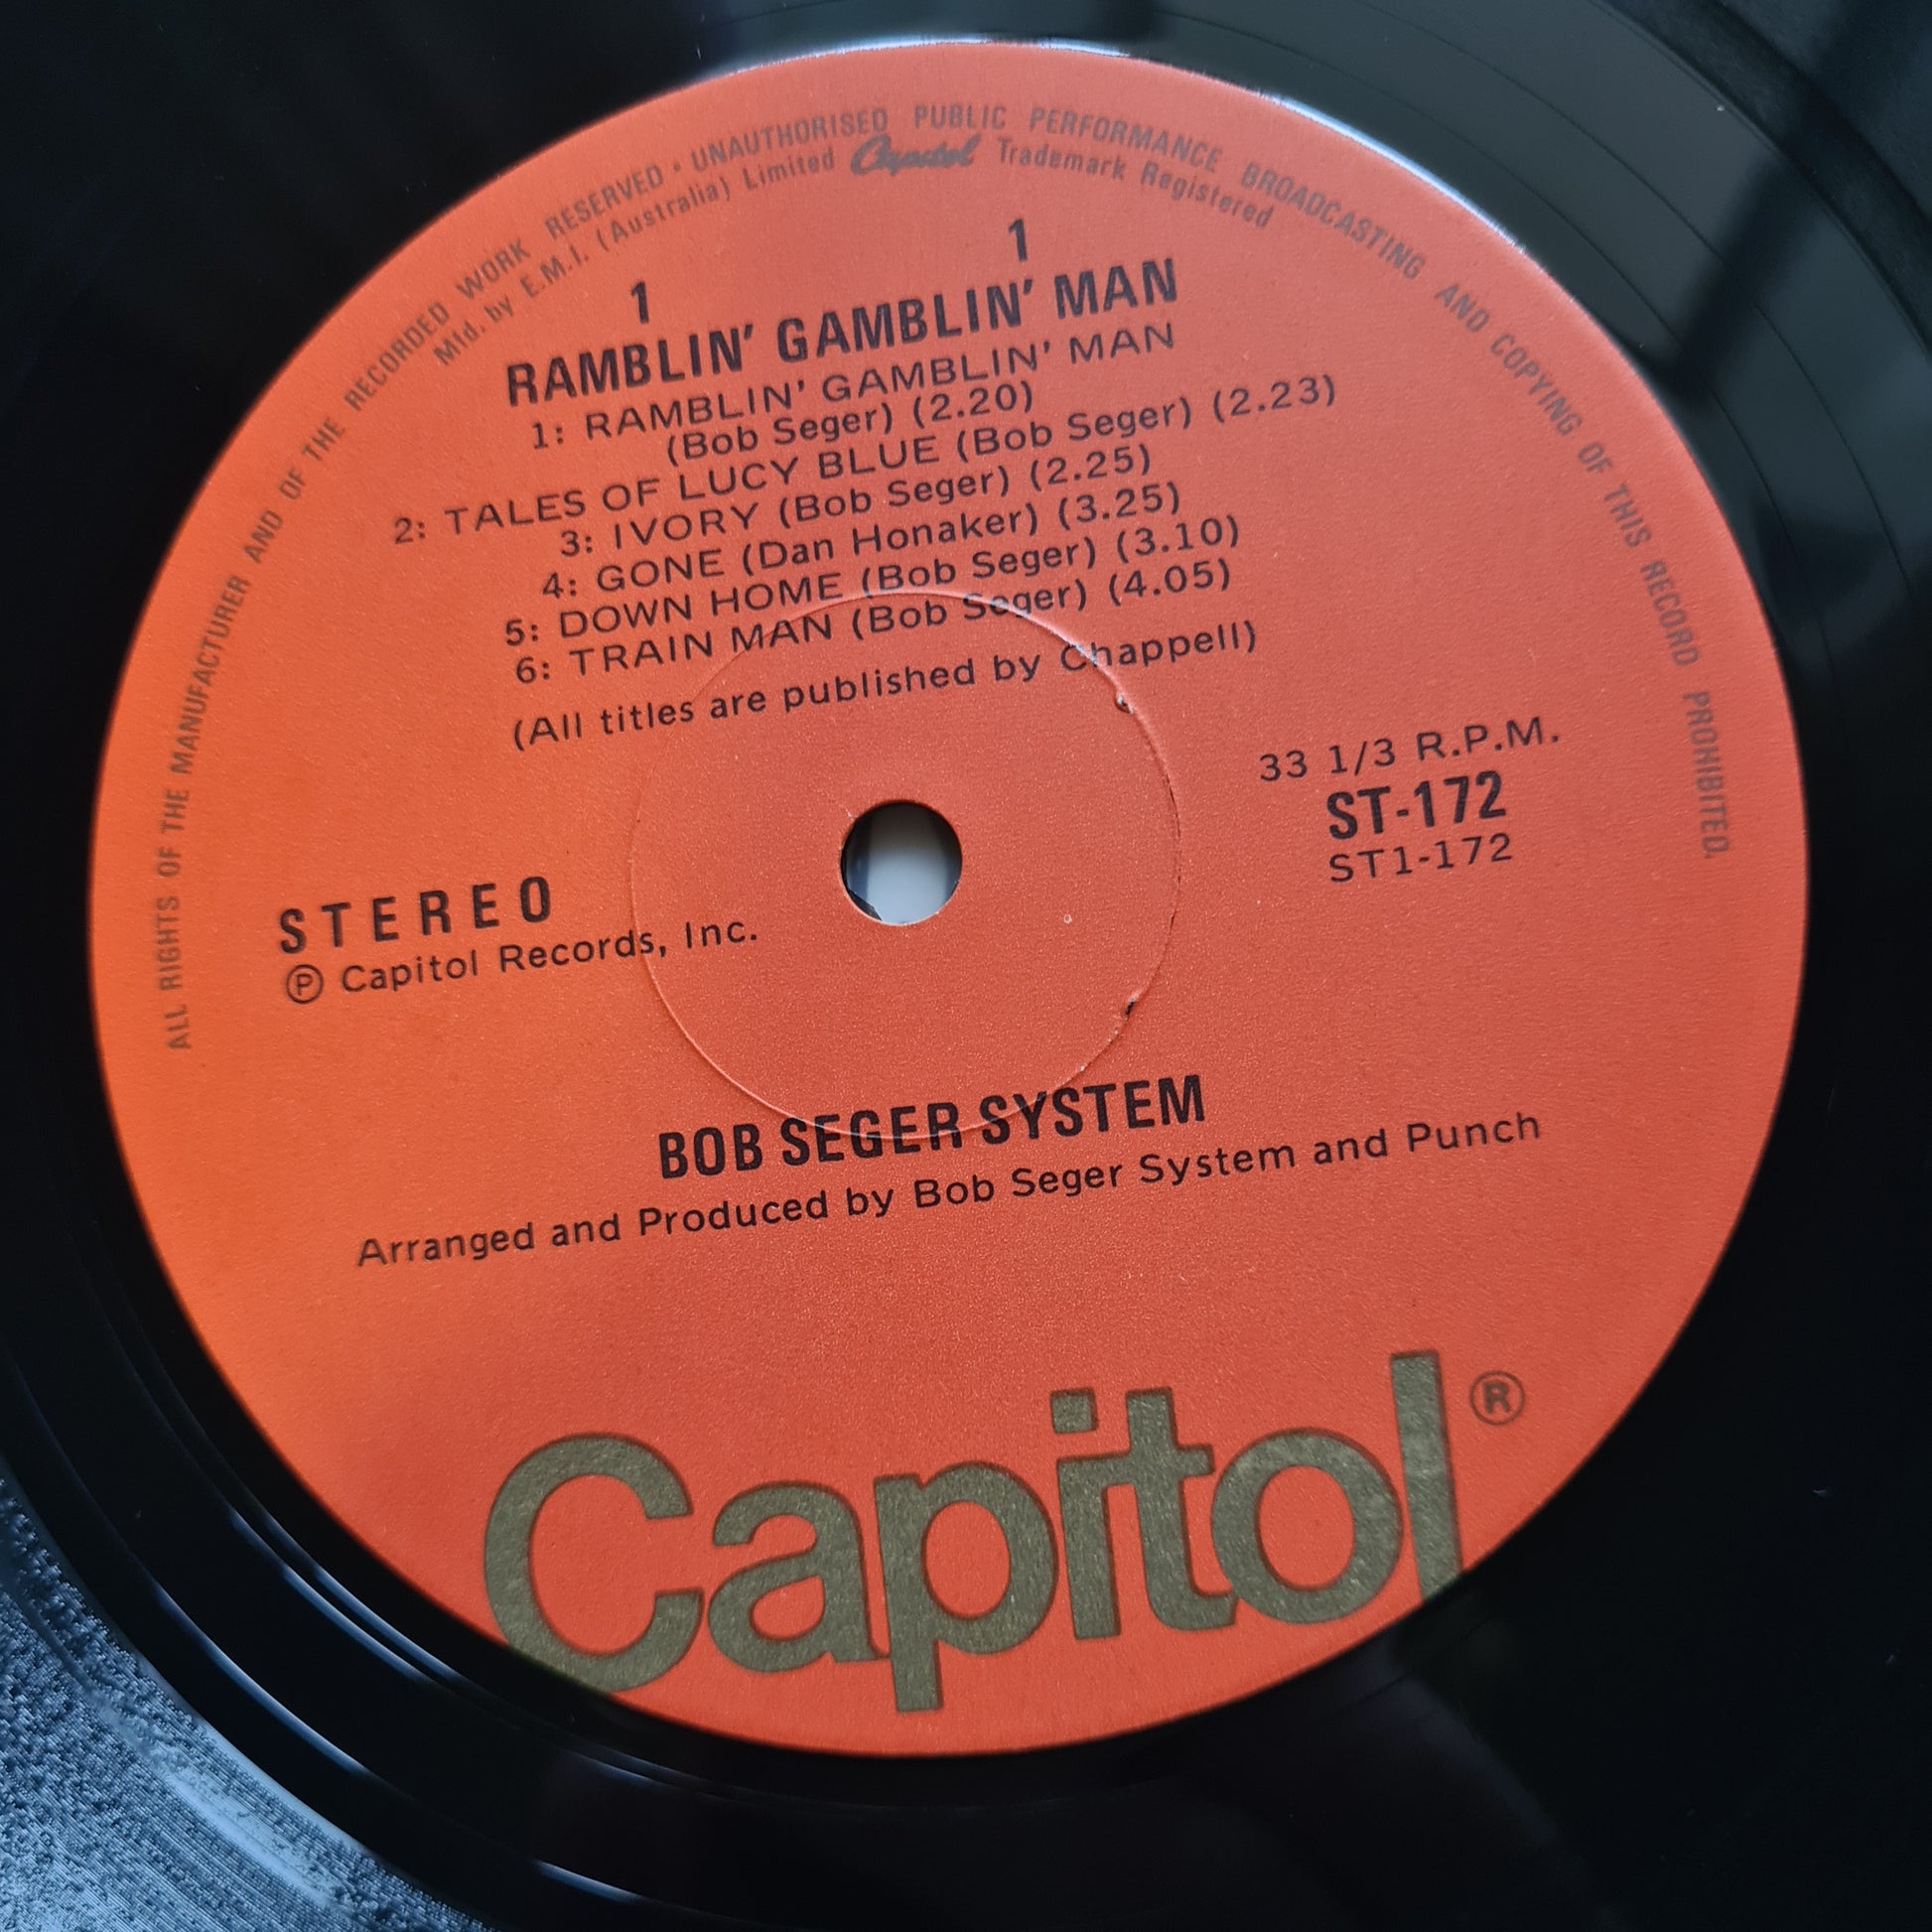 ALL RIGHTS OF THE MANUFACTURER AND OF THE RECORDED WORK RESERVED • UNAUTHORISED PUBLIC PERFORMANCE BROADCASTING AND COPYING OF THIS RECORD PROHIBITED.
Mfd. by E.M.I. (Australia) Limited Capitol Trademark Registered
1 1
RAMBLIN' GAMBLIN' MAN
1: RAMBLIN' GAMBLIN' MAN
(Bob Seger) (2.20)
2: TALES OF LUCY BLUE (Bob Seger) (2.23)
3: IVORY (Bob Seger) (2.25)
4: GONE (Dan Honaker) (3.25)
5: DOWN HOME (Bob Seger) (3.10)
6: TRAIN MAN (Bob Seger) (4.05)
(All titles are published by Chappell)
33 1/3 R.P.M.
ST-172
ST1-172
STEREO
Ⓟ Capitol Records, Inc.
BOB SEGER SYSTEM
Arranged and Produced by Bob Seger System and Punch
Capitol®